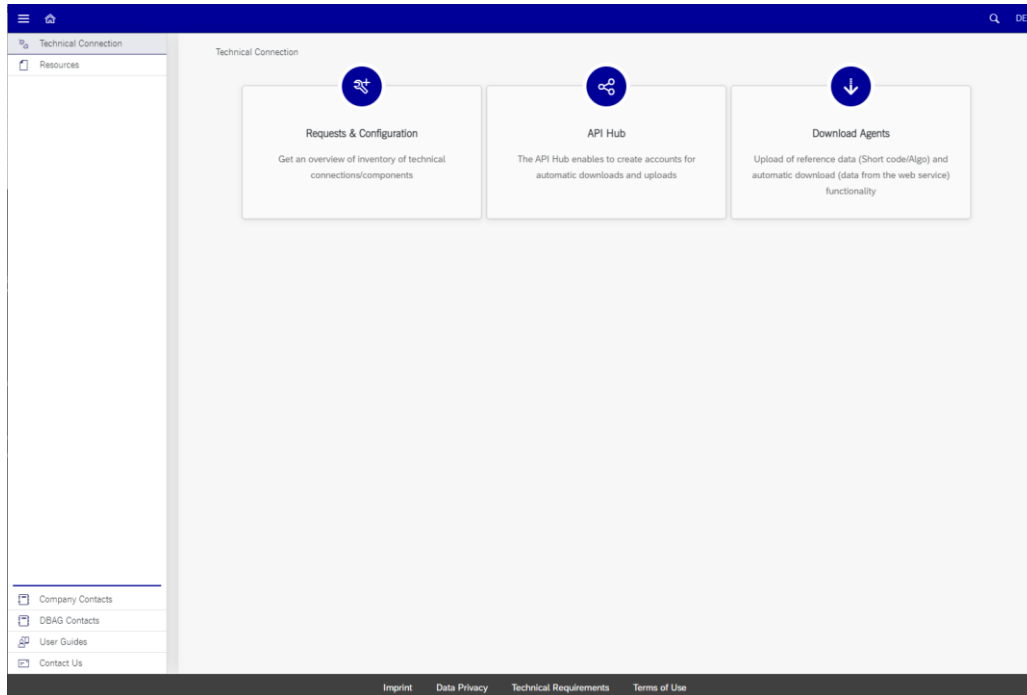 DE
Technical Connection
Resources
Technical Connection
Requests & Configuration
Get an overview of inventory of technical
connections/components
API Hub
The API Hub enables to create accounts for
automatic downloads and uploads
Download Agents
Upload of reference data (Short code/Algo) and
automatic download (data from the web service)
functionality
Company Contacts
DBAG Contacts
User Guides
Contact Us
Imprint Data Privacy Technical Requirements Terms of Use